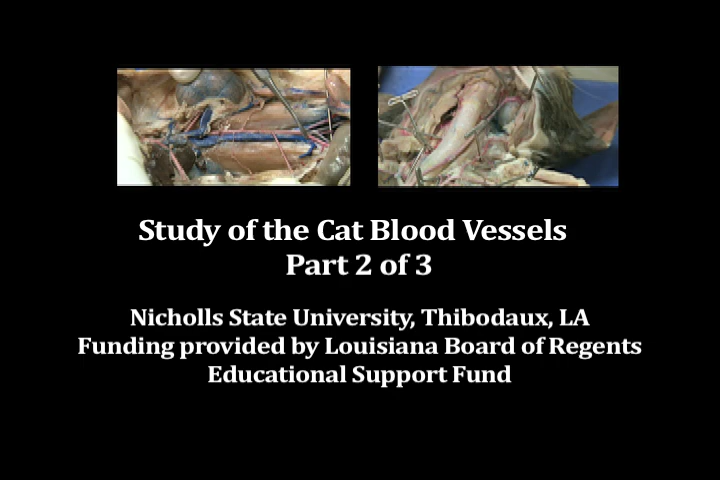 Study of the Cat Blood Vessels
Part 2 of 3
Nicholls State University, Thibodaux, LA
Funding provided by Louisiana Board of Regents
Educational Support Fund